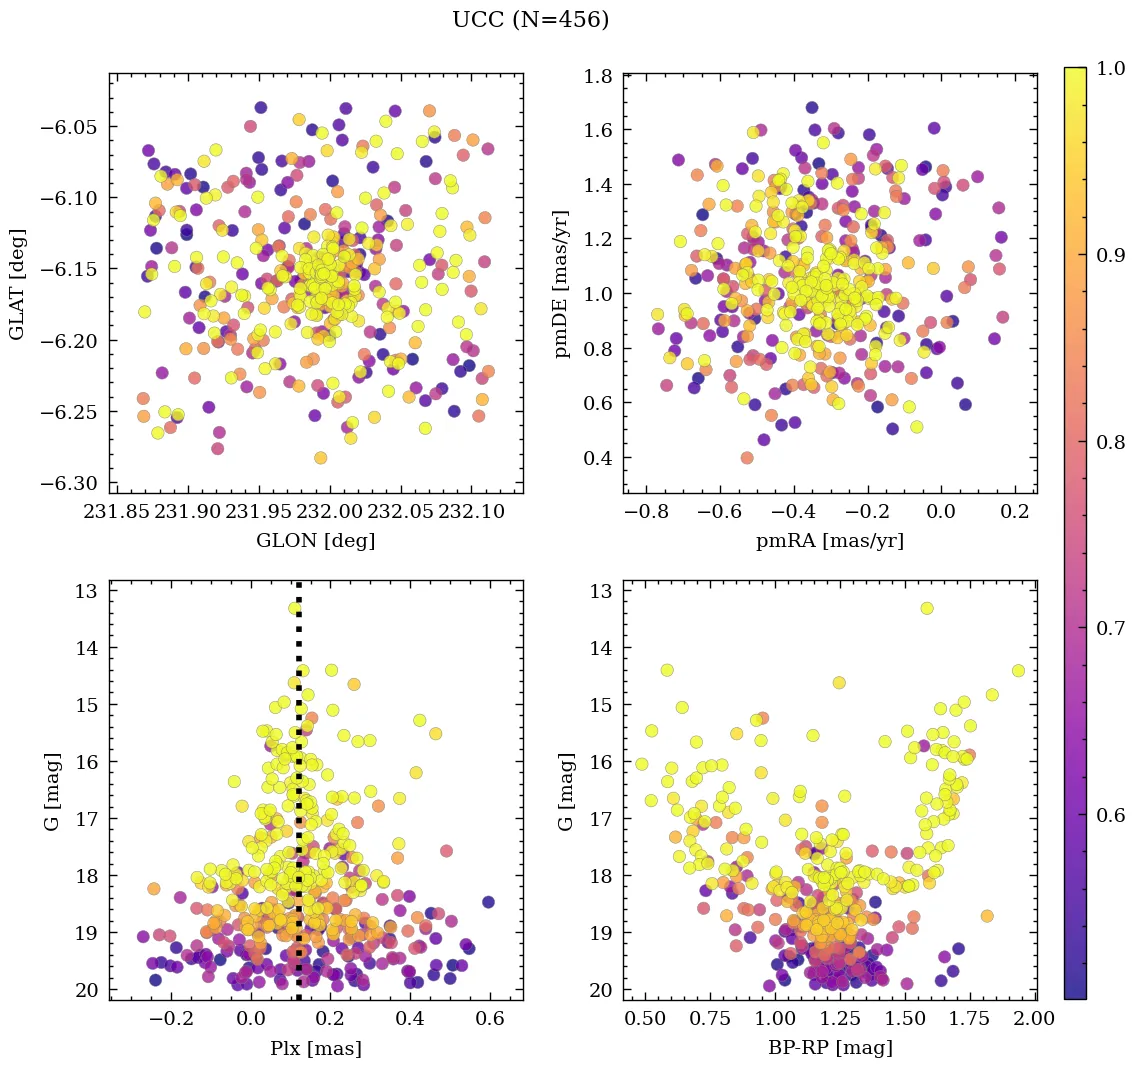 UCC (N=456)
−6.05
−6.10
−6.15
−6.20
−6.25
−6.30
GLAT [deg]
231.85 231.90 231.95 232.00 232.05 232.10
GLON [deg]
1.8
1.6
1.4
1.2
1.0
0.8
0.6
0.4
pmDE [mas/yr]
−0.8 −0.6 −0.4 −0.2 0.0 0.2
pmRA [mas/yr]
13
14
15
16
17
18
19
20
G [mag]
−0.2 0.0 0.2 0.4 0.6
Plx [mas]
13
14
15
16
17
18
19
20
G [mag]
0.50 0.75 1.00 1.25 1.50 1.75 2.00
BP-RP [mag]
1.0
0.9
0.8
0.7
0.6